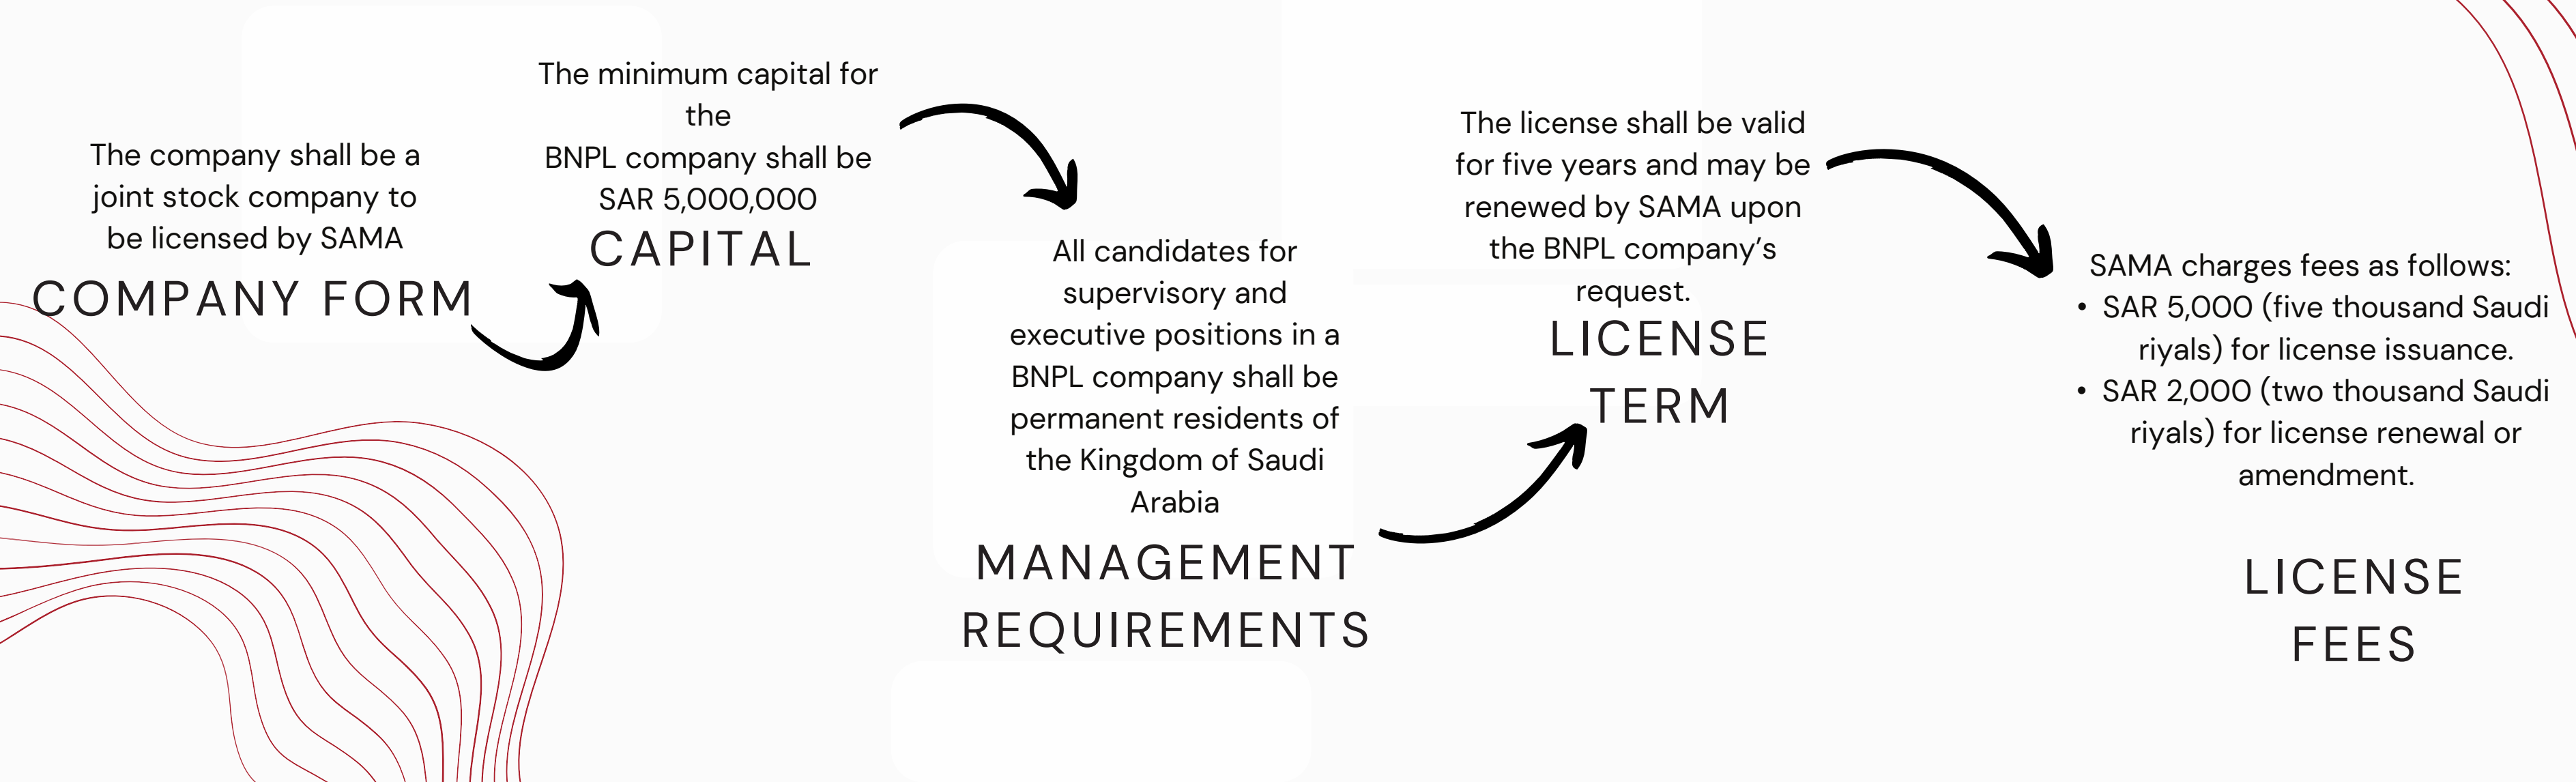 The company shall be a
joint stock company to
be licensed by SAMA
COMPANY FORM
The minimum capital for
the
BNPL company shall be
SAR 5,000,000
CAPITAL
All candidates for
supervisory and
executive positions in a
BNPL company shall be
permanent residents of
the Kingdom of Saudi
Arabia
MANAGEMENT
REQUIREMENTS
The license shall be valid
for five years and may be
renewed by SAMA upon
the BNPL company’s
request.
LICENSE
TERM
SAMA charges fees as follows:
• SAR 5,000 (five thousand Saudi
riyals) for license issuance.
• SAR 2,000 (two thousand Saudi
riyals) for license renewal or
amendment.
LICENSE
FEES